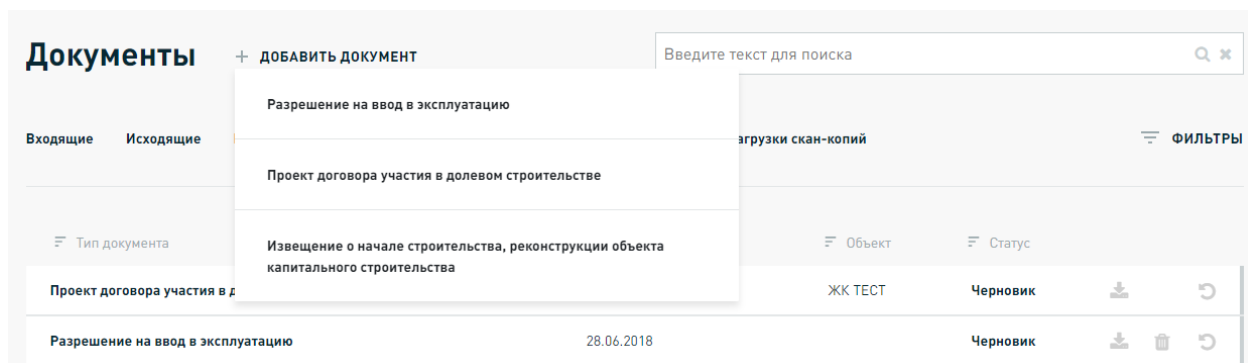 Документы
+ ДОБАВИТЬ ДОКУМЕНТ
Введите текст для поиска
Разрешение на ввод в эксплуатацию
Входящие Исходящие
скан-копий
ФИЛЬТРЫ
Проект договора участия в долевом строительстве
Извещение о начале строительства, реконструкции объекта
капитального строительства
Тип документа
Объект
Статус
Проект договора участия в
ЖК ТЕСТ
Черновик
Разрешение на ввод в эксплуатацию
28.06.2018
Черновик